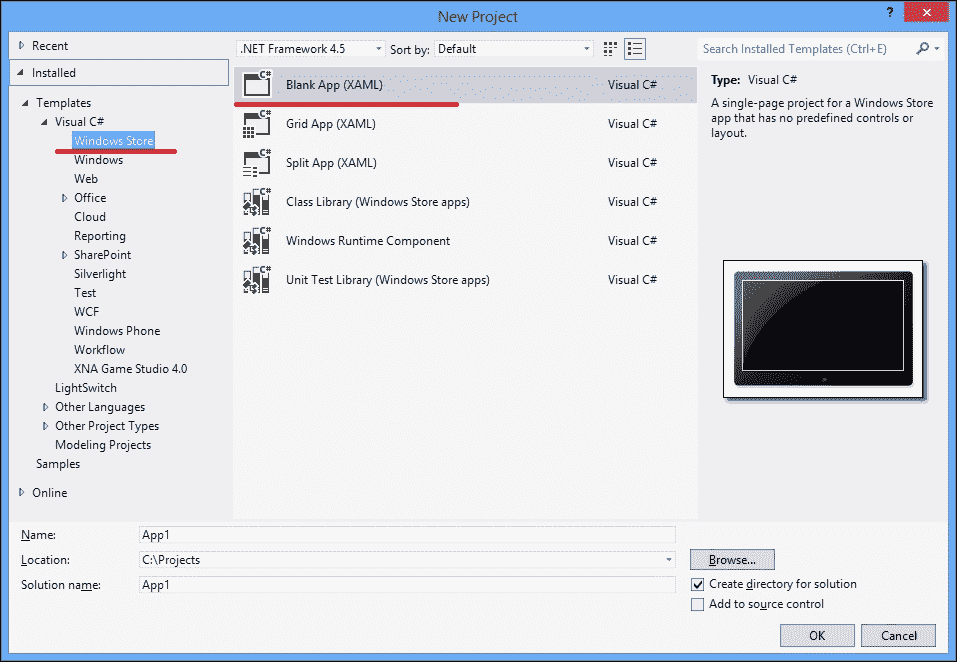 New Project
?
Recent
Installed
Templates
Visual C#
Windows Store
Windows
Web
Office
Cloud
Reporting
SharePoint
Silverlight
Test
WCF
Windows Phone
Workflow
XNA Game Studio 4.0
LightSwitch
Other Languages
Other Project Types
Modeling Projects
Samples
Online
.NET Framework 4.5 Sort by: Default
C# Blank App (XAML) Visual C#
C# Grid App (XAML) Visual C#
C# Split App (XAML) Visual C#
C# Class Library (Windows Store apps) Visual C#
C# Windows Runtime Component Visual C#
C# Unit Test Library (Windows Store apps) Visual C#
Search Installed Templates (Ctrl+E)
Type: Visual C#
A single-page project for a Windows Store
app that has no predefined controls or
layout.
Name: App1
Location: C:\Projects Browse...
Solution name: App1
Create directory for solution
Add to source control
OK Cancel